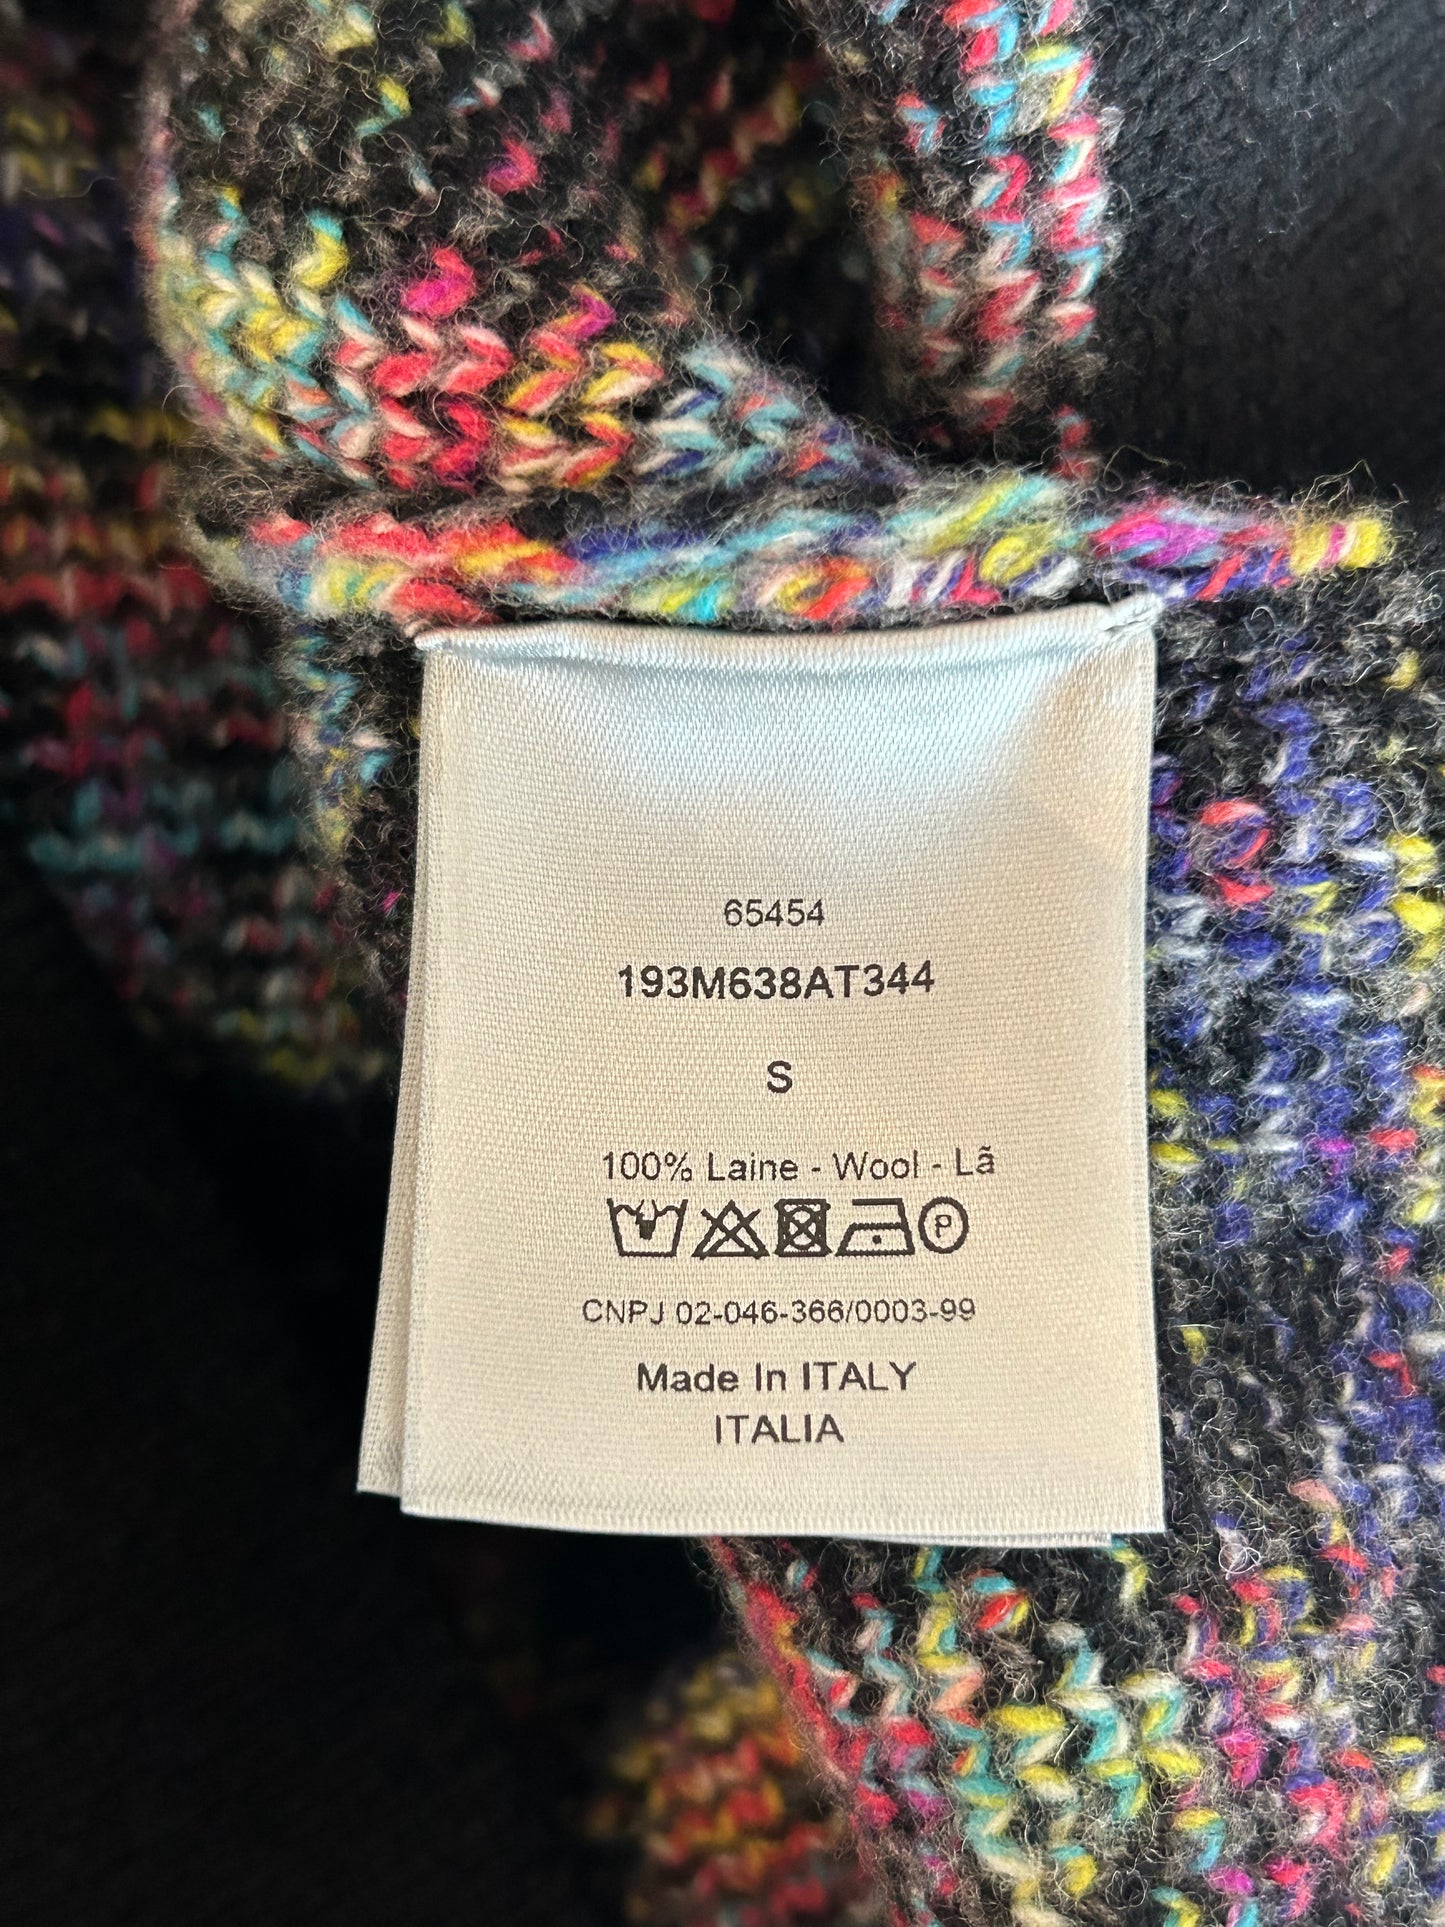 65454
193M638AT344
S
100% Laine - Wool - Lã
P
CNPJ 02-046-366/0003-99
Made In ITALY
ITALIA